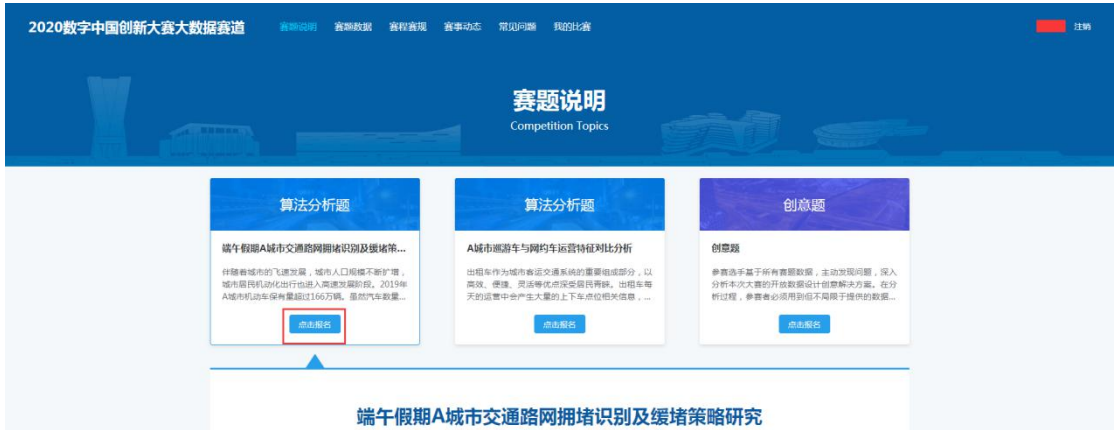 2020数字中国创新大赛大数据赛道 赛题说明 赛题数据 赛程赛规 赛事动态 常见问题 我的比赛 注销
赛题说明
Competition Topics
算法分析题
端午假期A城市交通路网拥堵识别及缓堵策...
伴随着城市的飞速发展，城市人口规模不断扩增，
城市居民机动化出行也进入高速发展阶段。2019年
A城市机动车保有量超过166万辆。虽然汽车数量...
点击报名
算法分析题
A城市巡游车与网约车运营特征对比分析
出租车作为城市客运交通系统的重要组成部分，以
高效、便捷、灵活等优点深受居民青睐。出租车每
天的运营中会产生大量的上下车点位相关信息，...
点击报名
创意题
创意题
参赛选手基于所有赛题数据，主动发现问题，深入
分析本次大赛的开放数据设计创意解决方案。在分
析过程，参赛者必须用到但不局限于提供的数据...
点击报名
端午假期A城市交通路网拥堵识别及缓堵策略研究